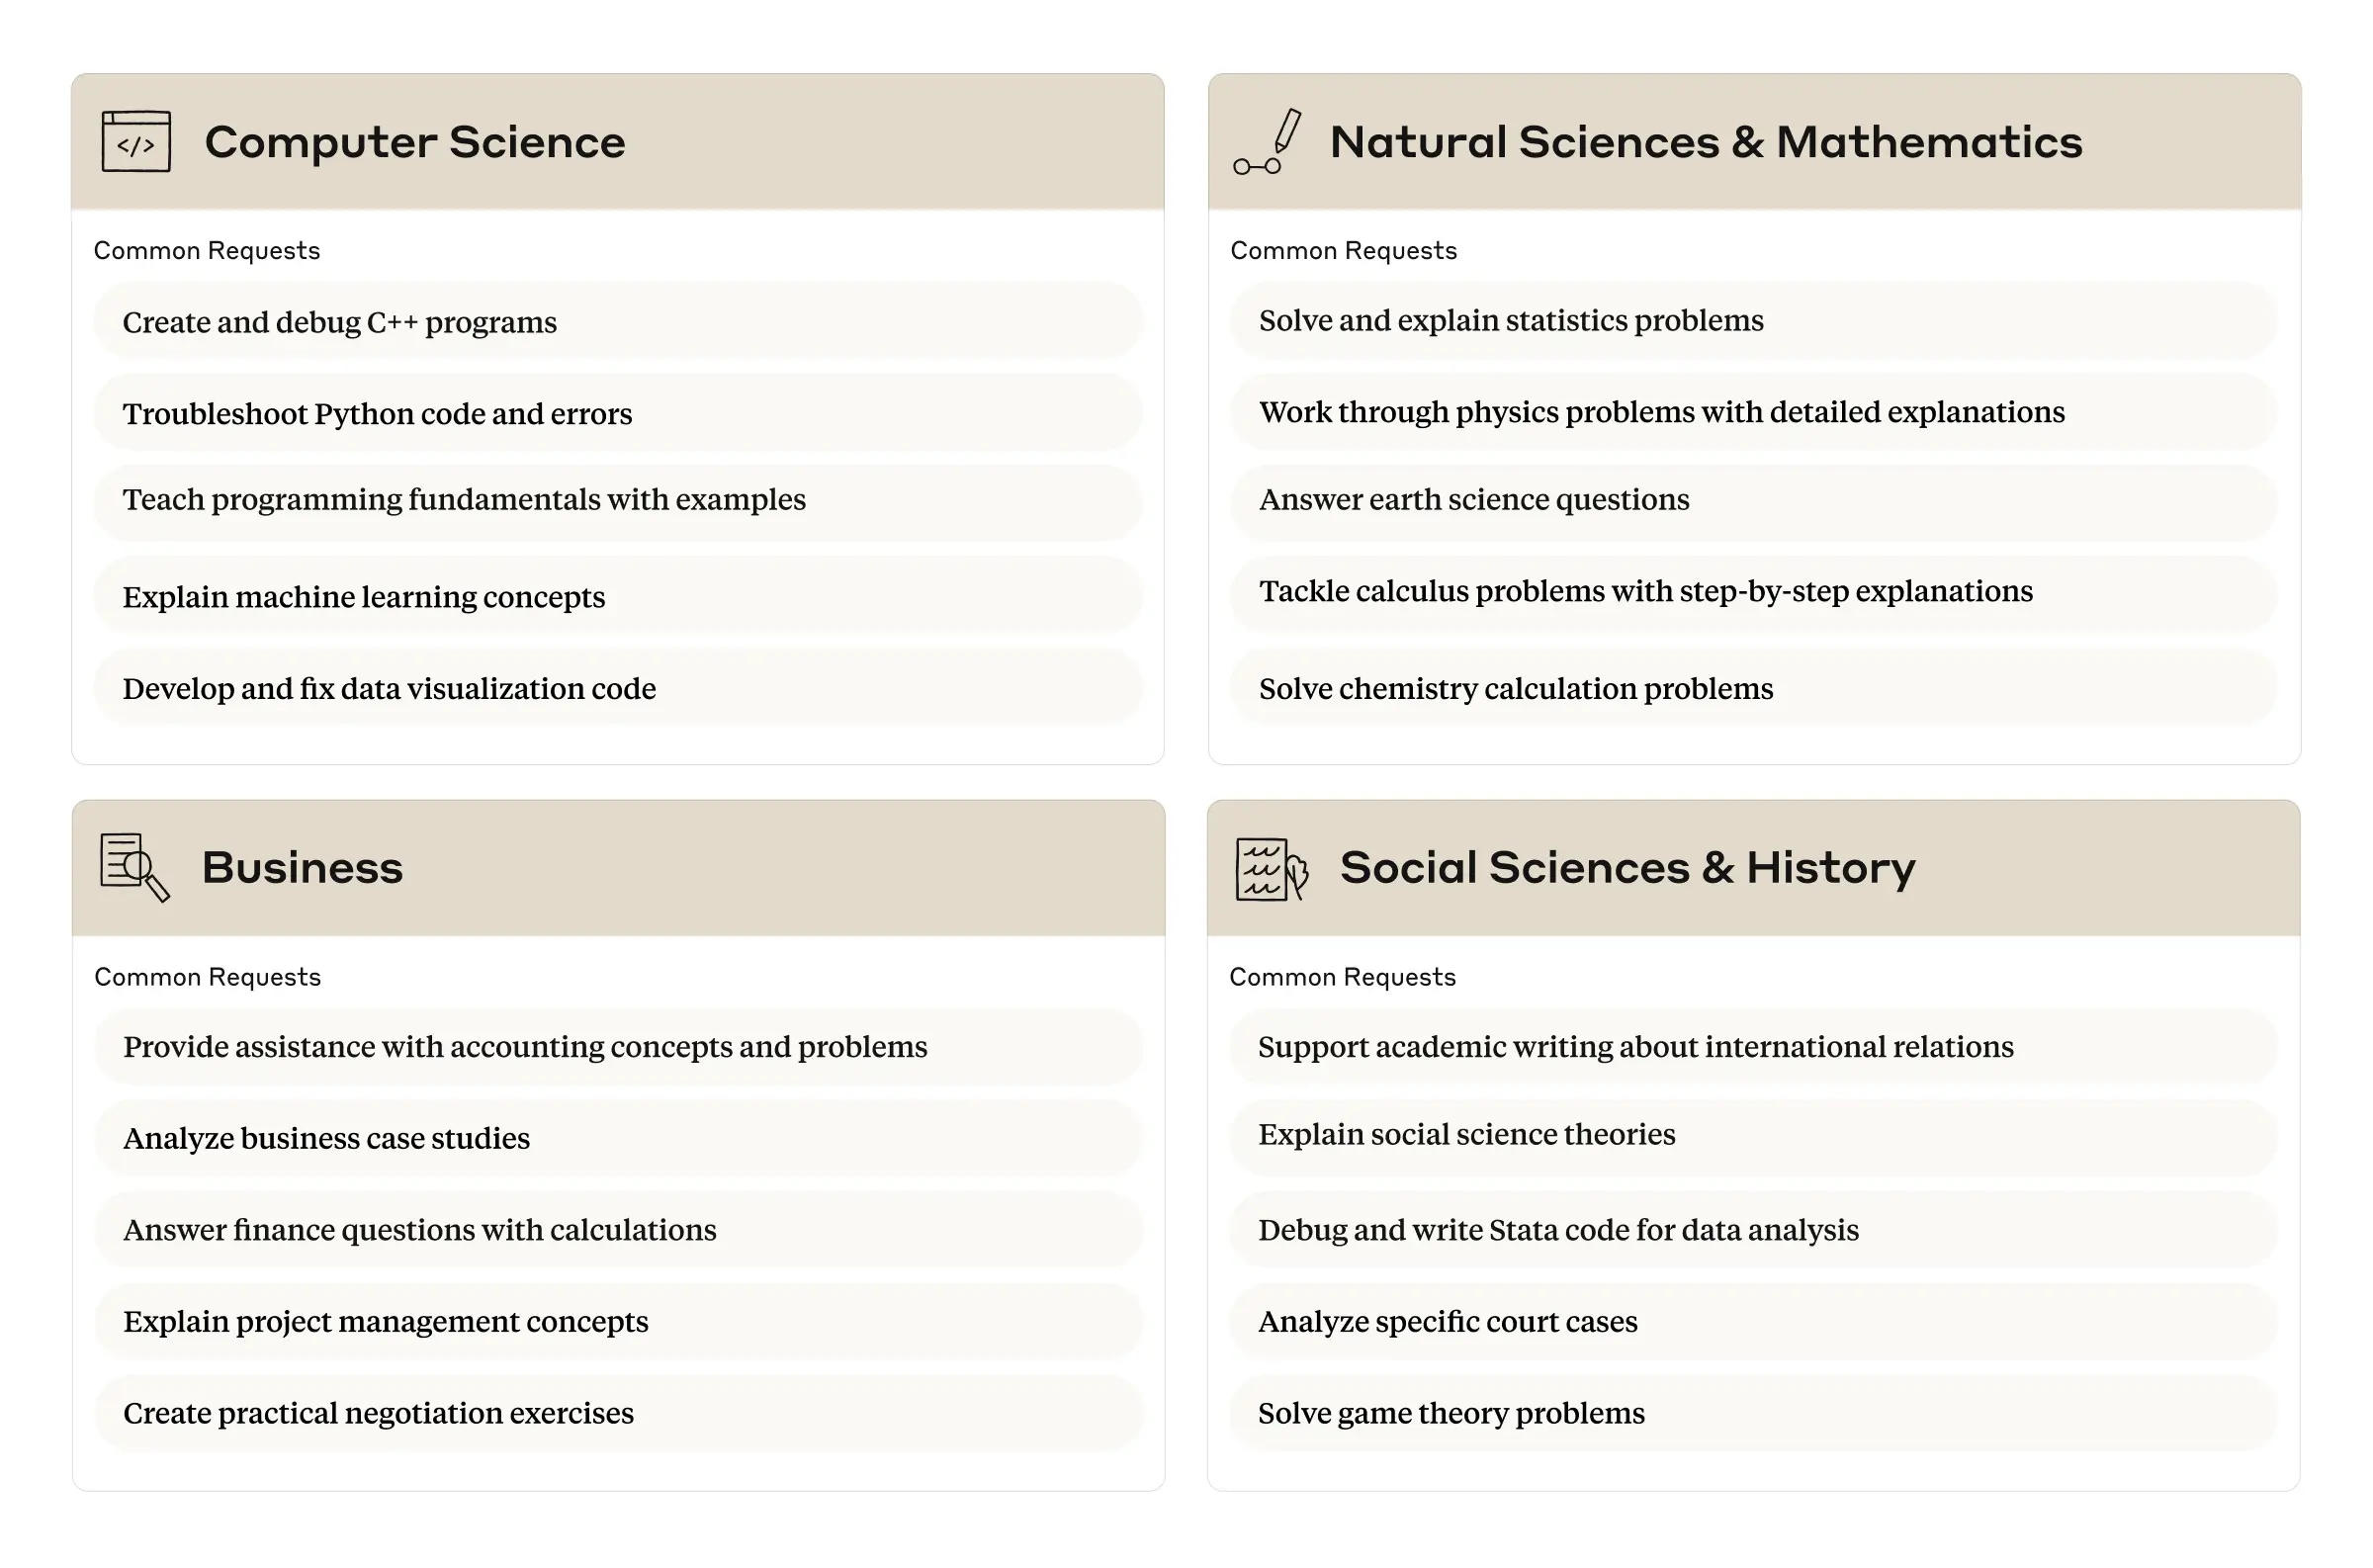 Computer Science
Common Requests
Create and debug C++ programs
Troubleshoot Python code and errors
Teach programming fundamentals with examples
Explain machine learning concepts
Develop and fix data visualization code
Natural Sciences & Mathematics
Common Requests
Solve and explain statistics problems
Work through physics problems with detailed explanations
Answer earth science questions
Tackle calculus problems with step-by-step explanations
Solve chemistry calculation problems
Business
Common Requests
Provide assistance with accounting concepts and problems
Analyze business case studies
Answer finance questions with calculations
Explain project management concepts
Create practical negotiation exercises
Social Sciences & History
Common Requests
Support academic writing about international relations
Explain social science theories
Debug and write Stata code for data analysis
Analyze specific court cases
Solve game theory problems